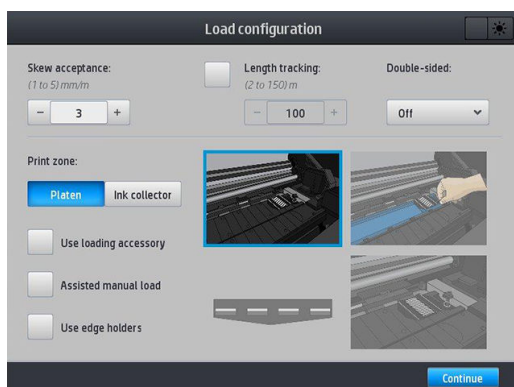 Load configuration
Skew acceptance:
(1 to 5) mm/m
- 3 +
Length tracking:
(2 to 150) m
- 100 +
Double-sided:
Off
Print zone:
Platen
Ink collector
Use loading accessory
Assisted manual load
Use edge holders
Continue